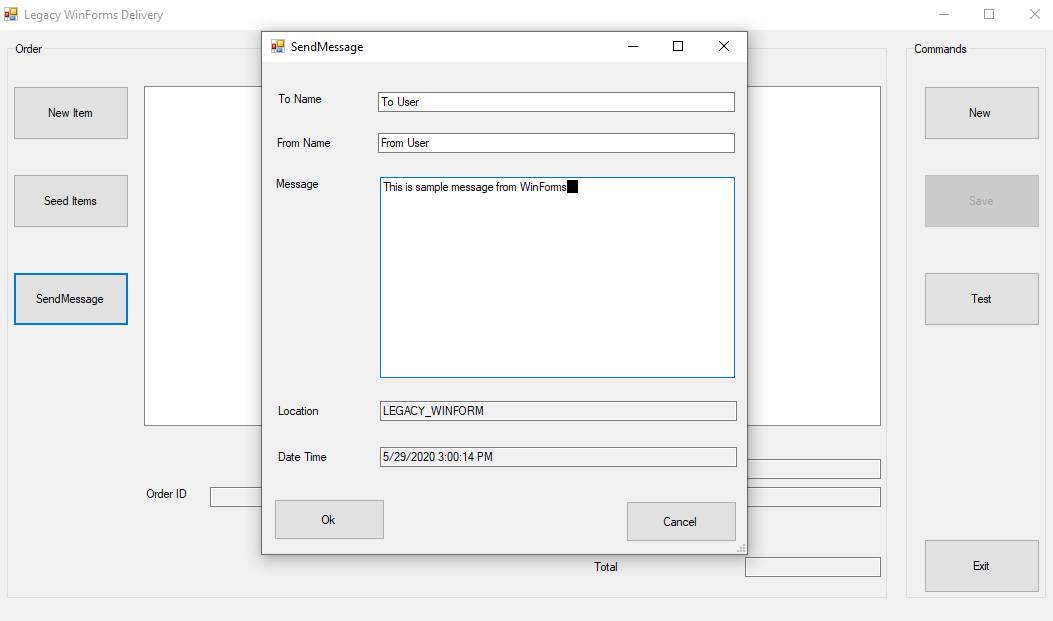 Legacy WinForms Delivery
Order
New Item
Seed Items
SendMessage
Order ID
Total
SendMessage
To Name
To User
From Name
From User
Message
This is sample message from WinForms
Location
LEGACY_WINFORM
Date Time
5/29/2020 3:00:14 PM
Ok
Cancel
Commands
New
Save
Test
Exit